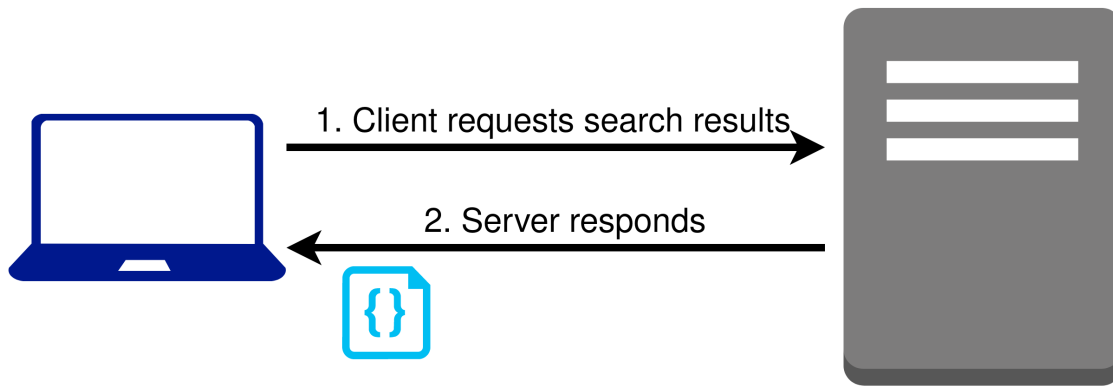 1. Client requests search results
2. Server responds
{}